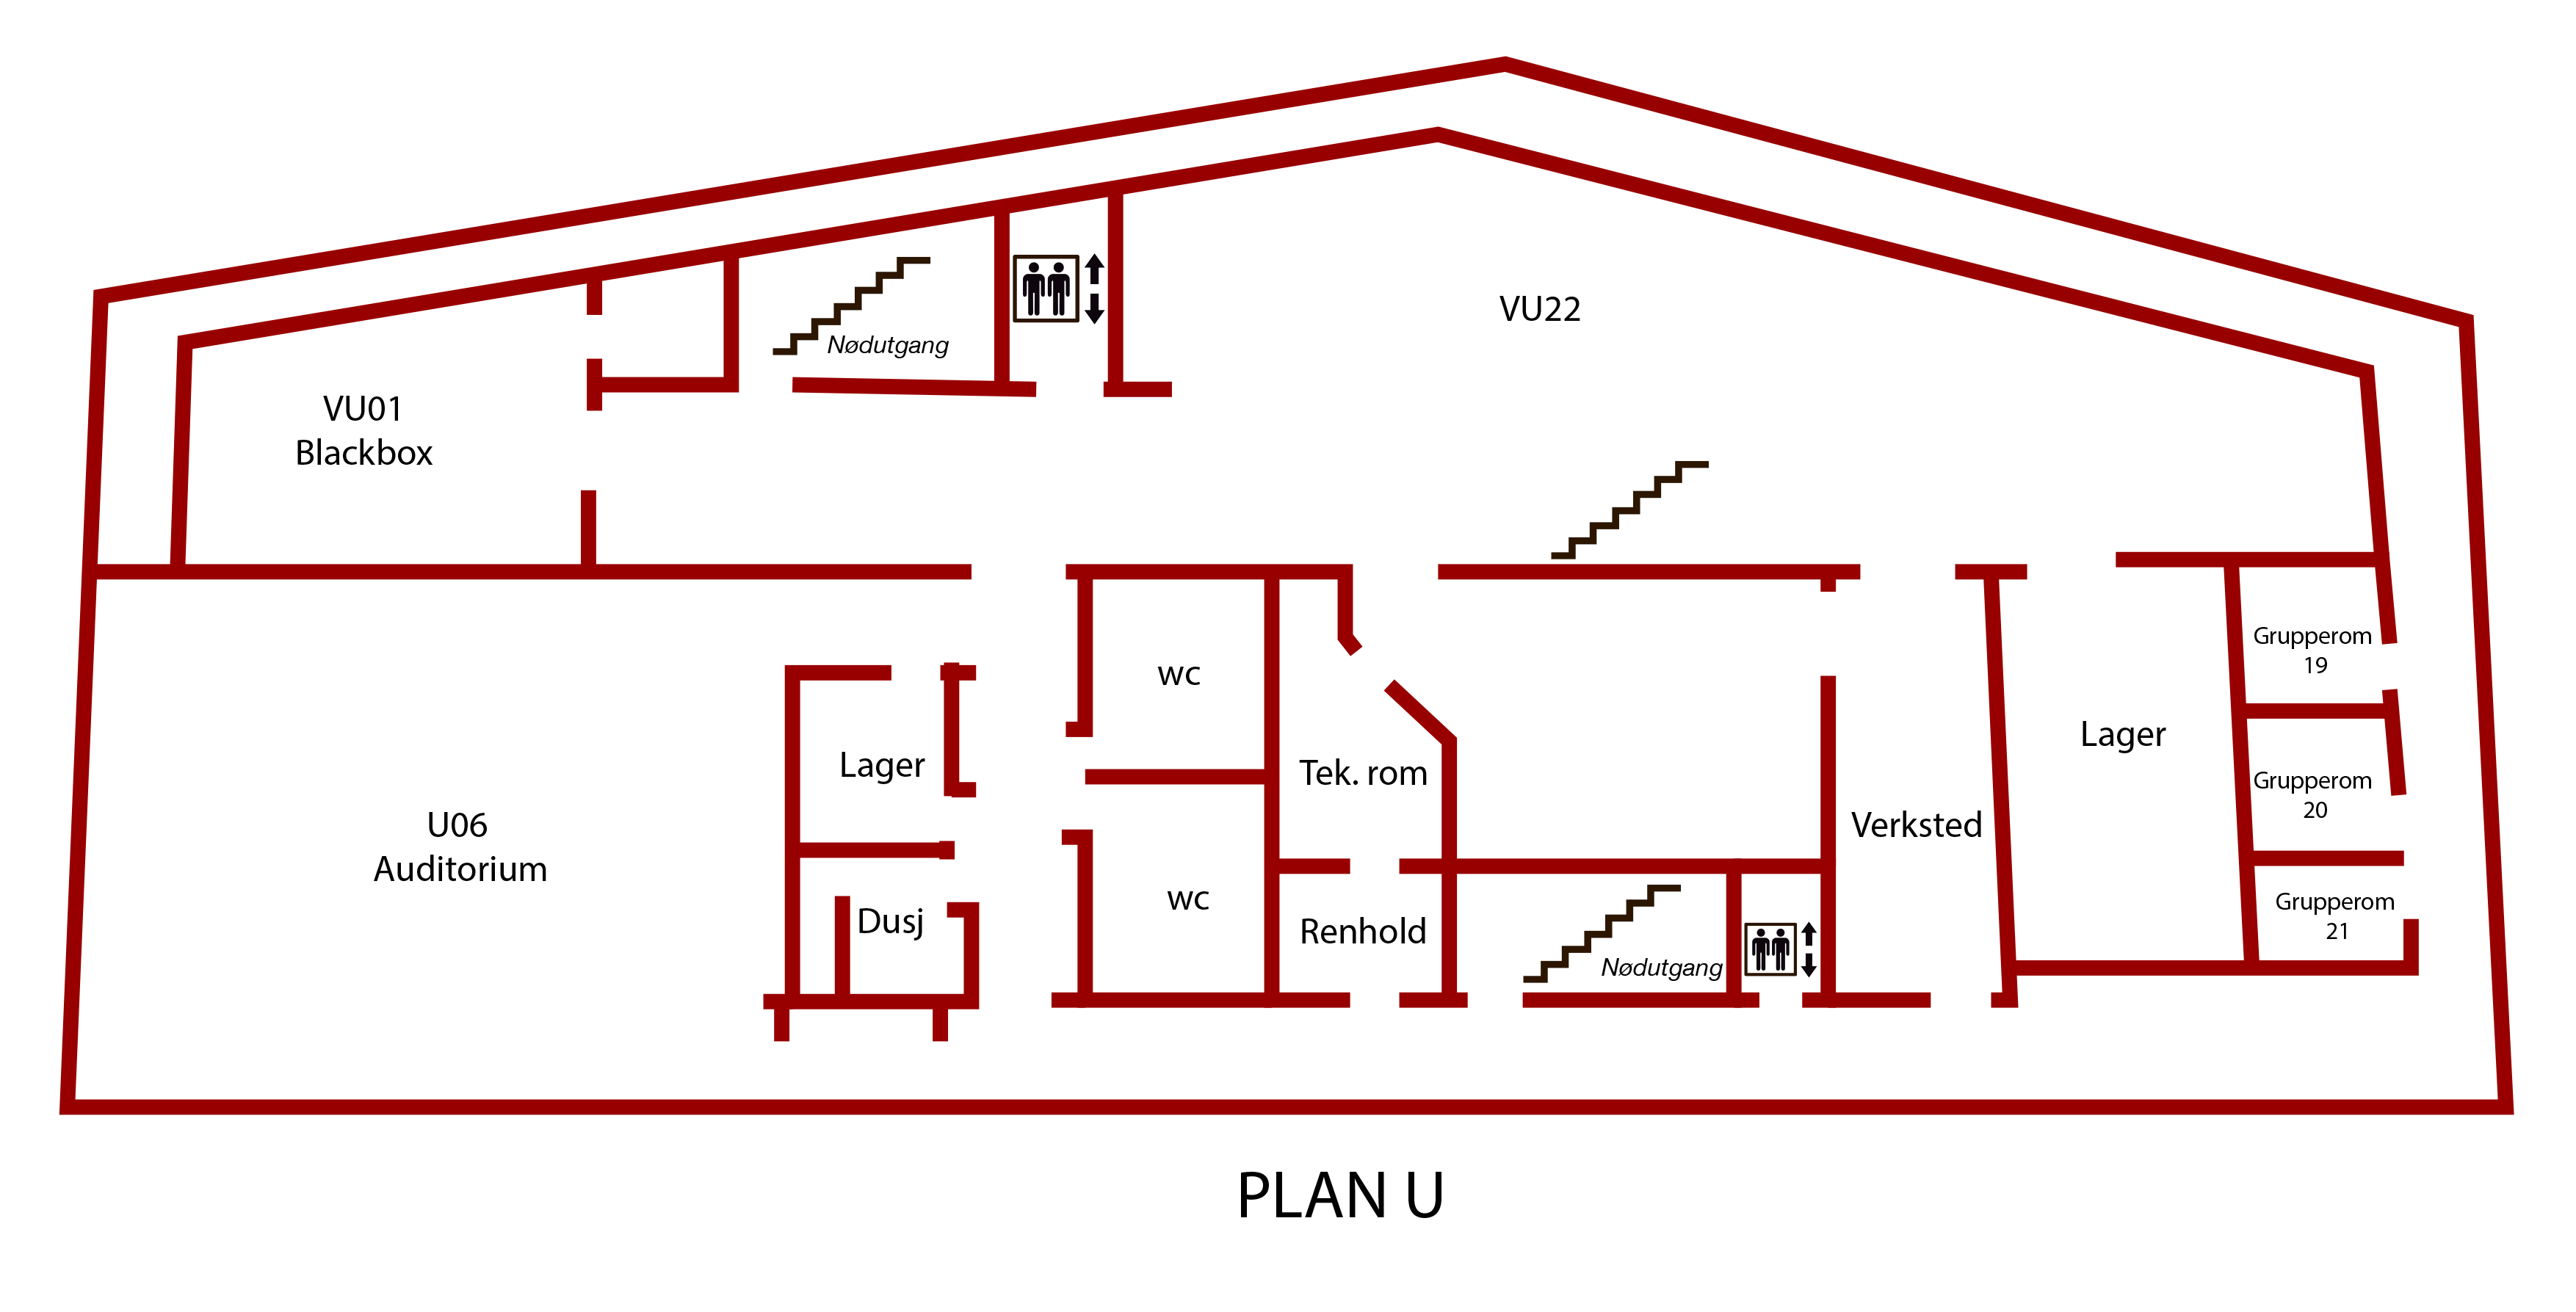 VU22
Nødutgang
VU01
Blackbox
Grupperom
19
wc
Lager
Tek. rom
Lager
Grupperom
20
U06
Auditorium
Verksted
wc
Dusj
Renhold
Nødutgang
Grupperom
21
PLAN U